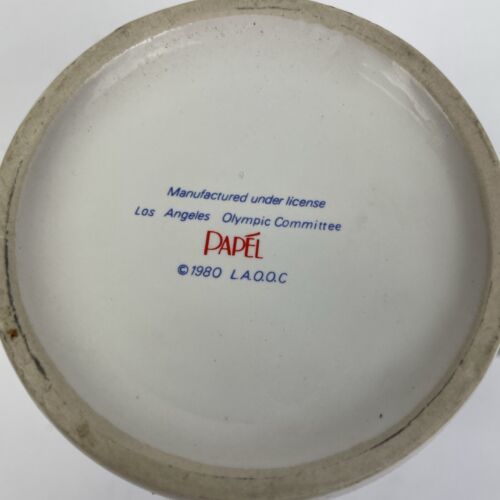 Manufactured under license
Los Angeles Olympic Committee
PAPÉL
©1980 L.A.O.O.C